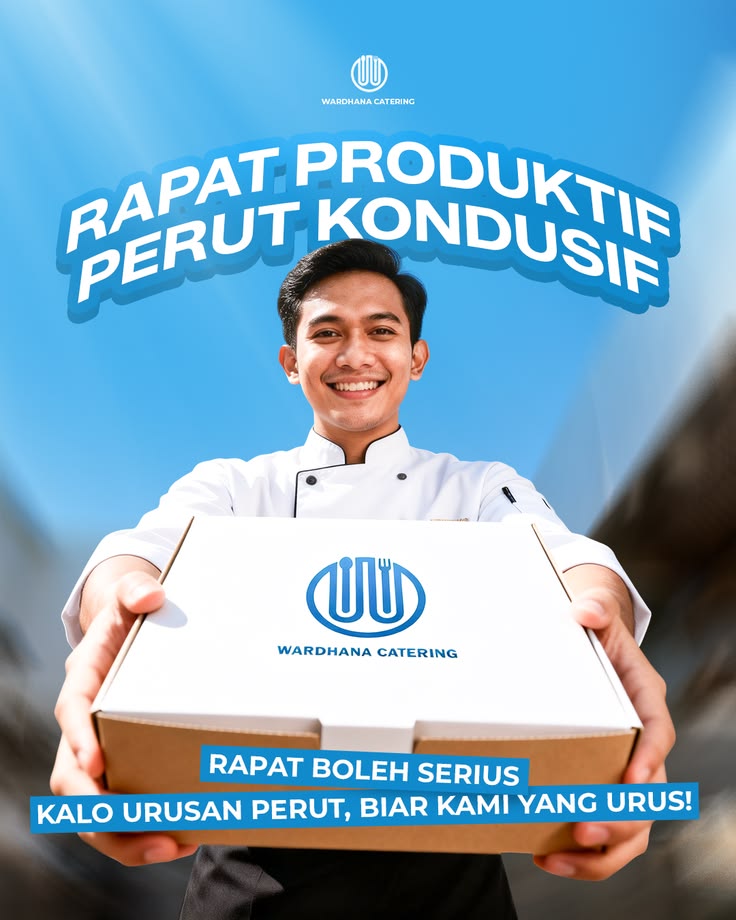 WARDHANA CATERING
RAPAT PRODUKTIF
PERUT KONDUSIF
WARDHANA CATERING
RAPAT BOLEH SERIUS
KALO URUSAN PERUT, BIAR KAMI YANG URUS!